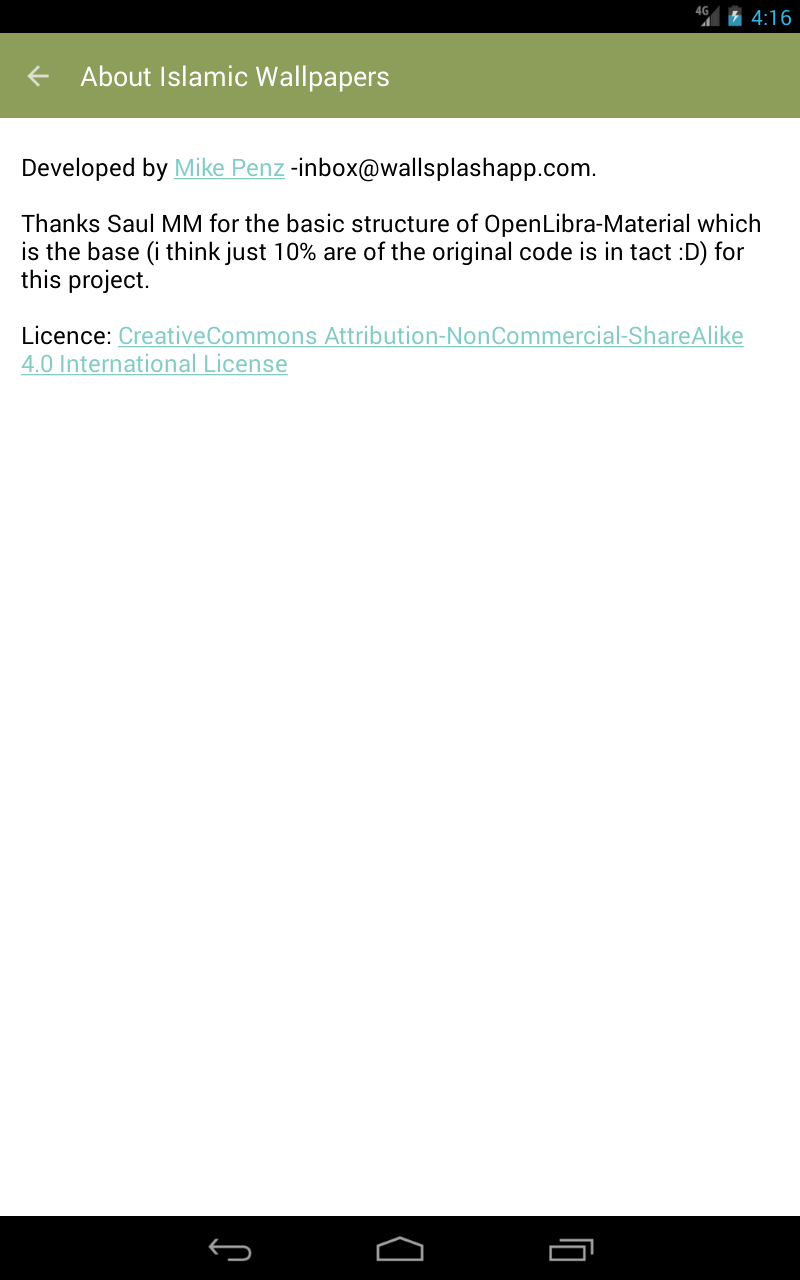 4G 4:16
About Islamic Wallpapers
Developed by Mike Penz -inbox@wallsplashapp.com.
Thanks Saul MM for the basic structure of OpenLibra-Material which
is the base (i think just 10% are of the original code is in tact :D) for
this project.
Licence: CreativeCommons Attribution-NonCommercial-ShareAlike
4.0 International License